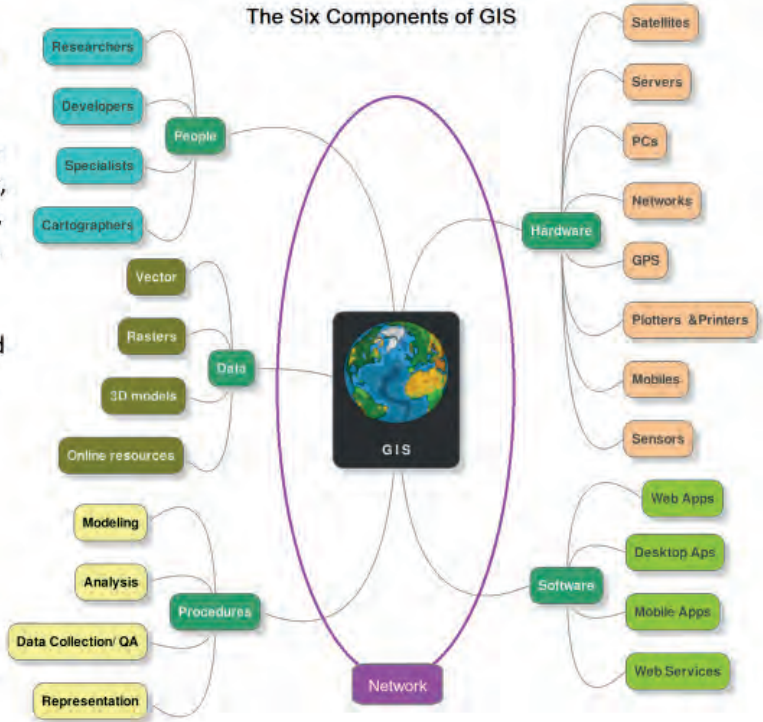 The Six Components of GIS
Researchers
Developers
Specialists
Cartographers
People
Vector
Rasters
3D models
Online resources
Data
Modeling
Analysis
Data Collection/ QA
Representation
Procedures
GIS
Network
Satellites
Servers
PCs
Networks
GPS
Plotters &Printers
Mobiles
Sensors
Hardware
Web Apps
Desktop Aps
Mobile Apps
Web Services
Software